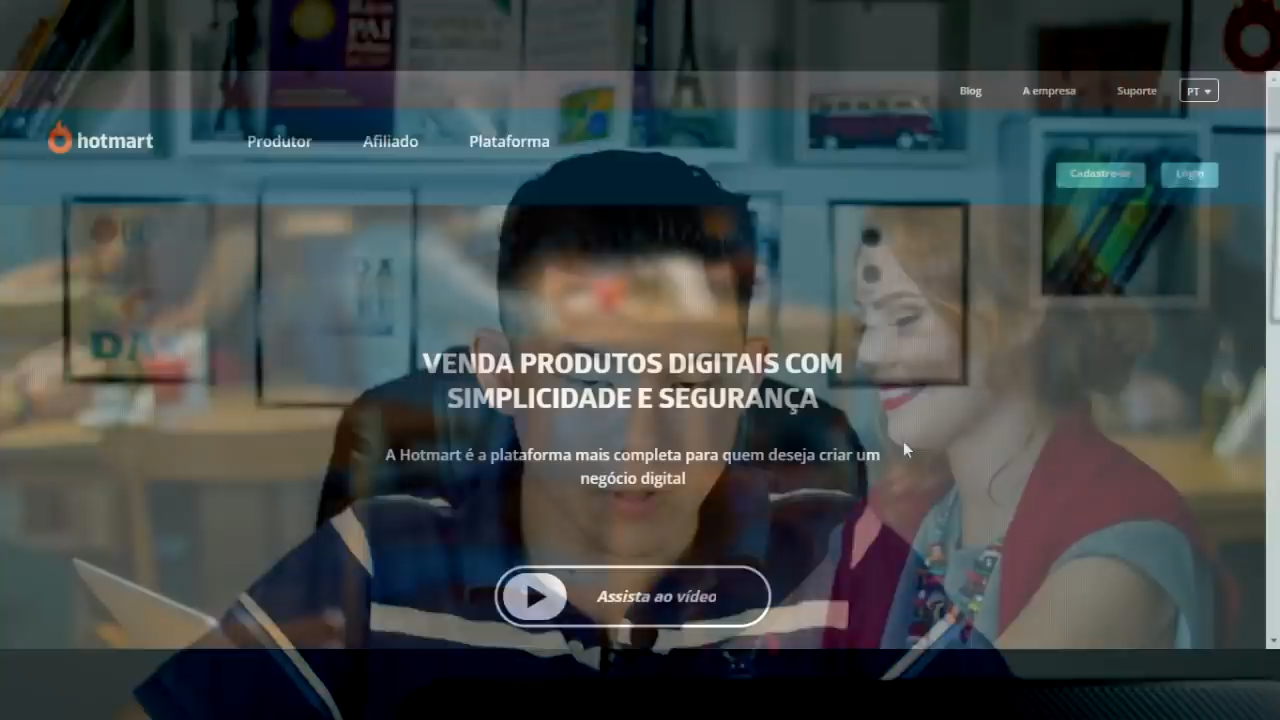 PAI
Blog A empresa Suporte PT
hotmart Produtor Afiliado Plataforma
Cadastre-se Login
VENDA PRODUTOS DIGITAIS COM
SIMPLICIDADE E SEGURANÇA
A Hotmart é a plataforma mais completa para quem deseja criar um
negócio digital
Assista ao vídeo